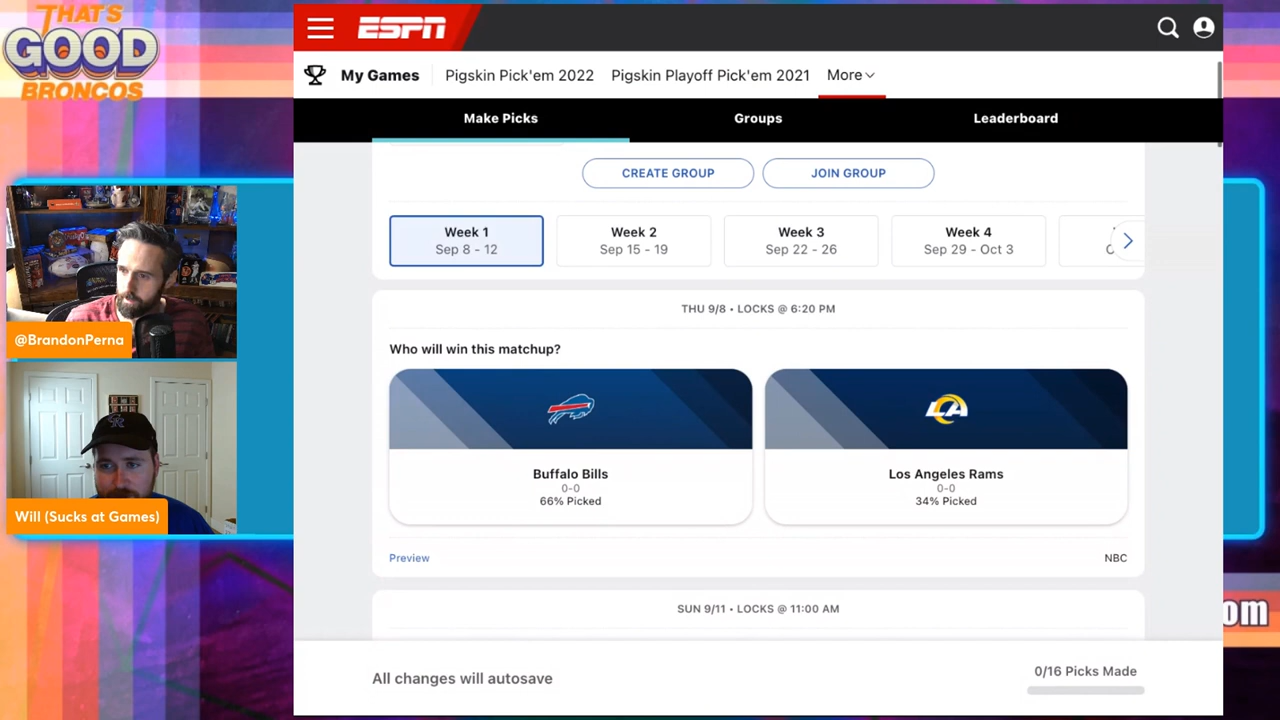 THAT'S
GOOD
BRONCOS
ESPN
My Games
Pigskin Pick'em 2022
Pigskin Playoff Pick'em 2021
More
Make Picks
Groups
Leaderboard
CREATE GROUP
JOIN GROUP
Week 1
Sep 8 - 12
Week 2
Sep 15 - 19
Week 3
Sep 22 - 26
Week 4
Sep 29 - Oct 3
THU 9/8 • LOCKS @ 6:20 PM
Who will win this matchup?
Buffalo Bills
0-0
66% Picked
LA
Los Angeles Rams
0-0
34% Picked
Preview
NBC
SUN 9/11 • LOCKS @ 11:00 AM
All changes will autosave
0/16 Picks Made
@BrandonPerna
Will (Sucks at Games)
om